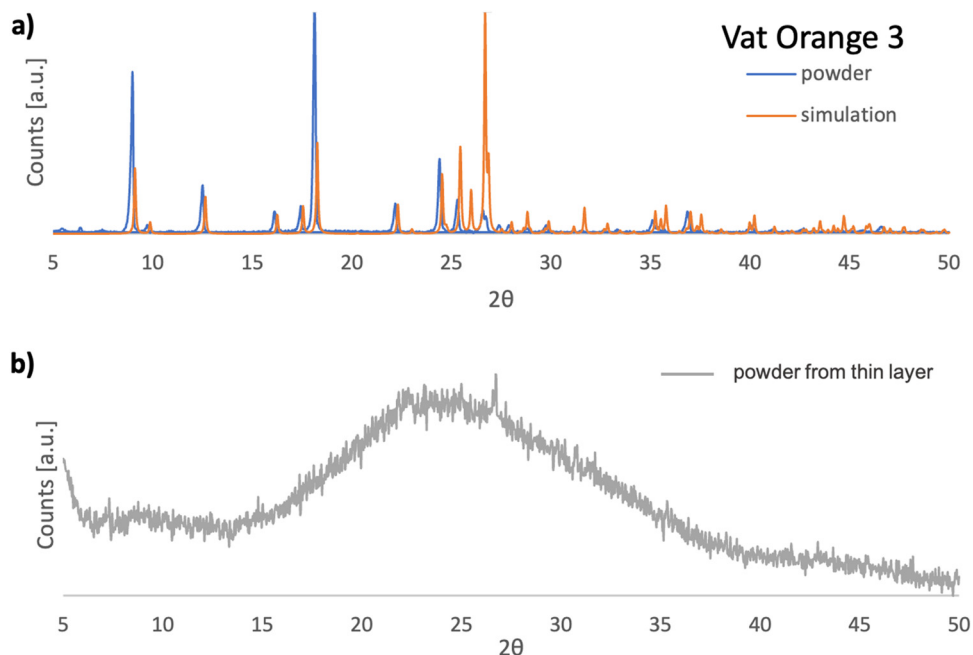 a)
Vat Orange 3
powder
simulation
Counts [a.u.]
5 10 15 20 25 30 35 40 45 50
2θ
b)
powder from thin layer
Counts [a.u.]
5 10 15 20 25 30 35 40 45 50
2θ